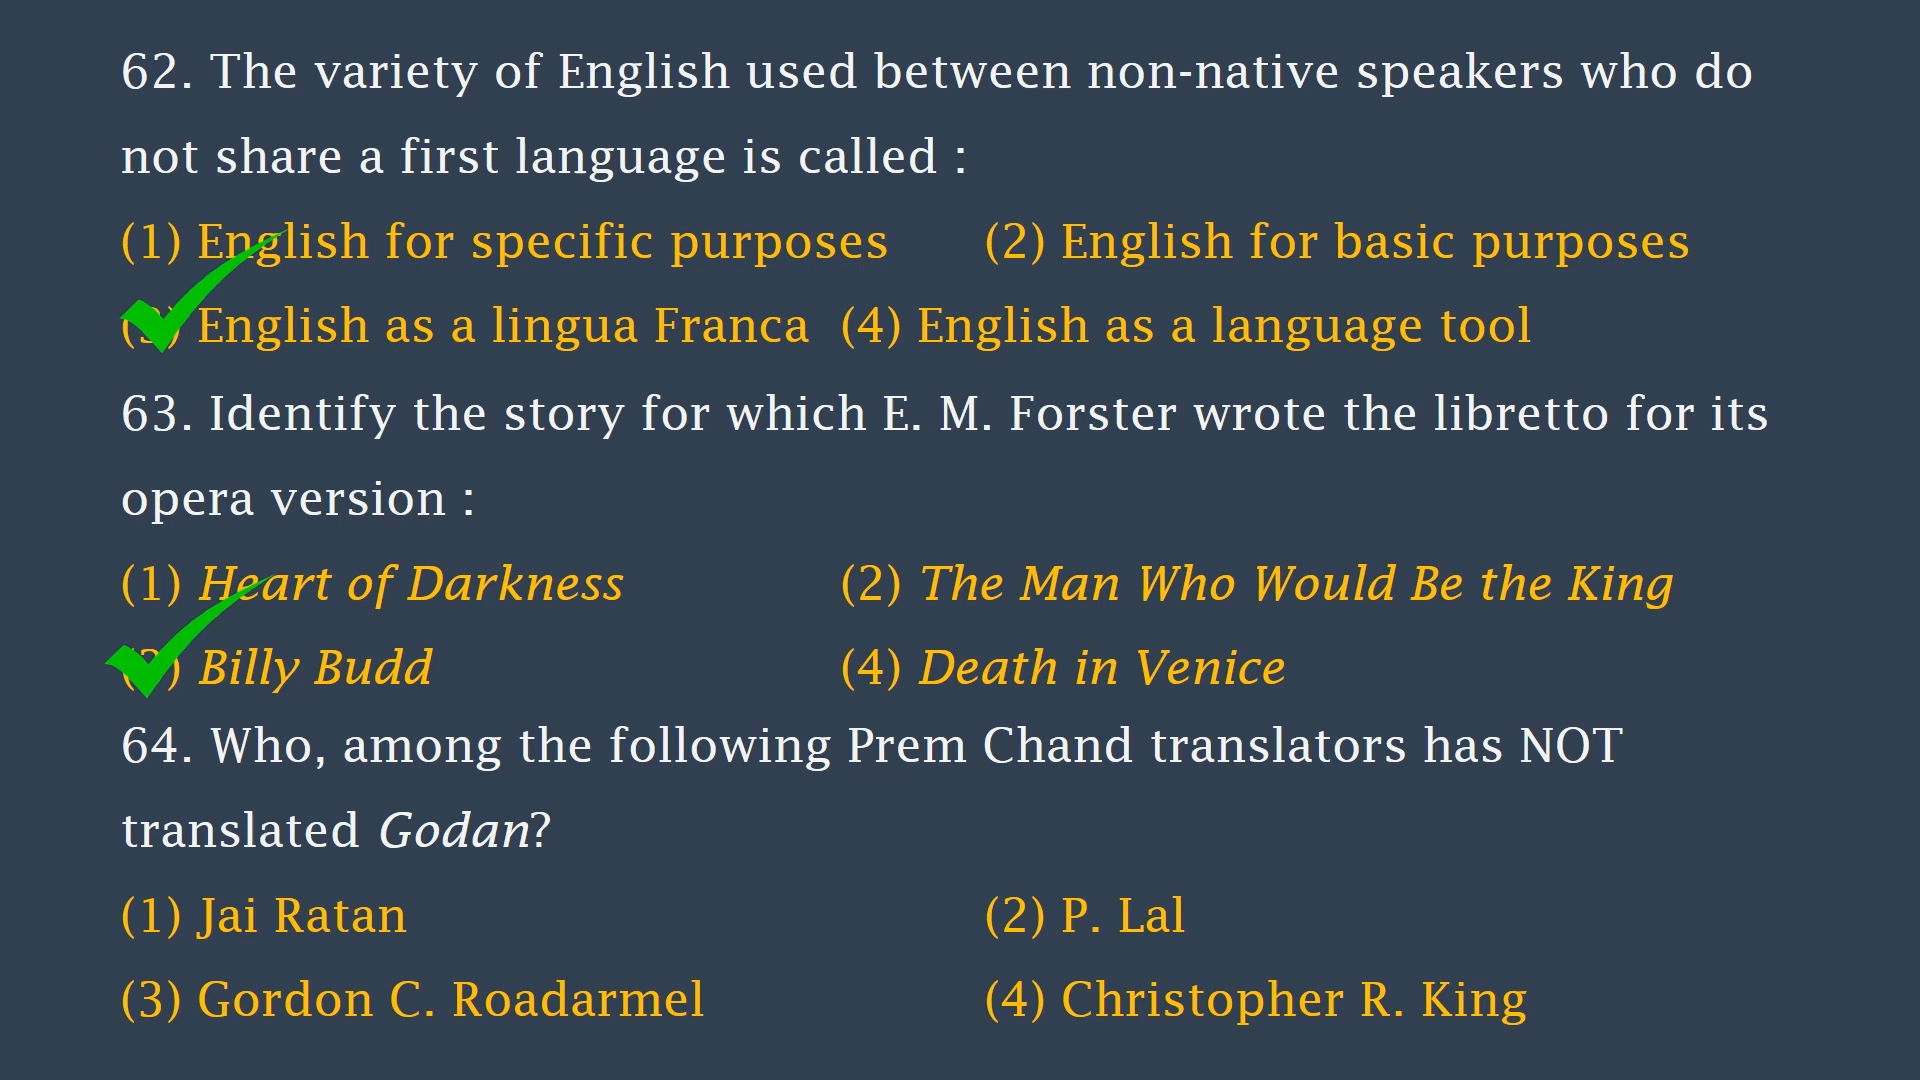 62. The variety of English used between non-native speakers who do
not share a first language is called :
(1) English for specific purposes (2) English for basic purposes
(3) English as a lingua Franca (4) English as a language tool
63. Identify the story for which E. M. Forster wrote the libretto for its
opera version :
(1) Heart of Darkness (2) The Man Who Would Be the King
(3) Billy Budd (4) Death in Venice
64. Who, among the following Prem Chand translators has NOT
translated Godan?
(1) Jai Ratan (2) P. Lal
(3) Gordon C. Roadarmel (4) Christopher R. King